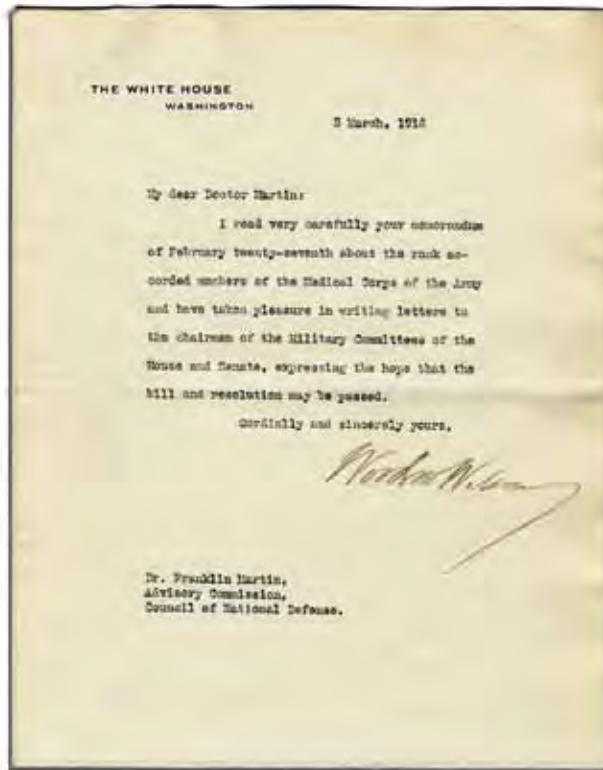 THE WHITE HOUSE
WASHINGTON
March, 1918
My dear Doctor Martin:
I read very carefully your memorandum
of February twenty-seventh about the rank ac-
corded members of the Medical Corps of the Army
and have taken pleasure in writing letters to
the chairmen of the Military Committees of the
House and Senate, expressing the hope that the
bill and resolution may be passed.
Cordially and sincerely yours,
Woodrow Wilson
Dr. Franklin Martin,
Advisory Commission,
Council of National Defense.